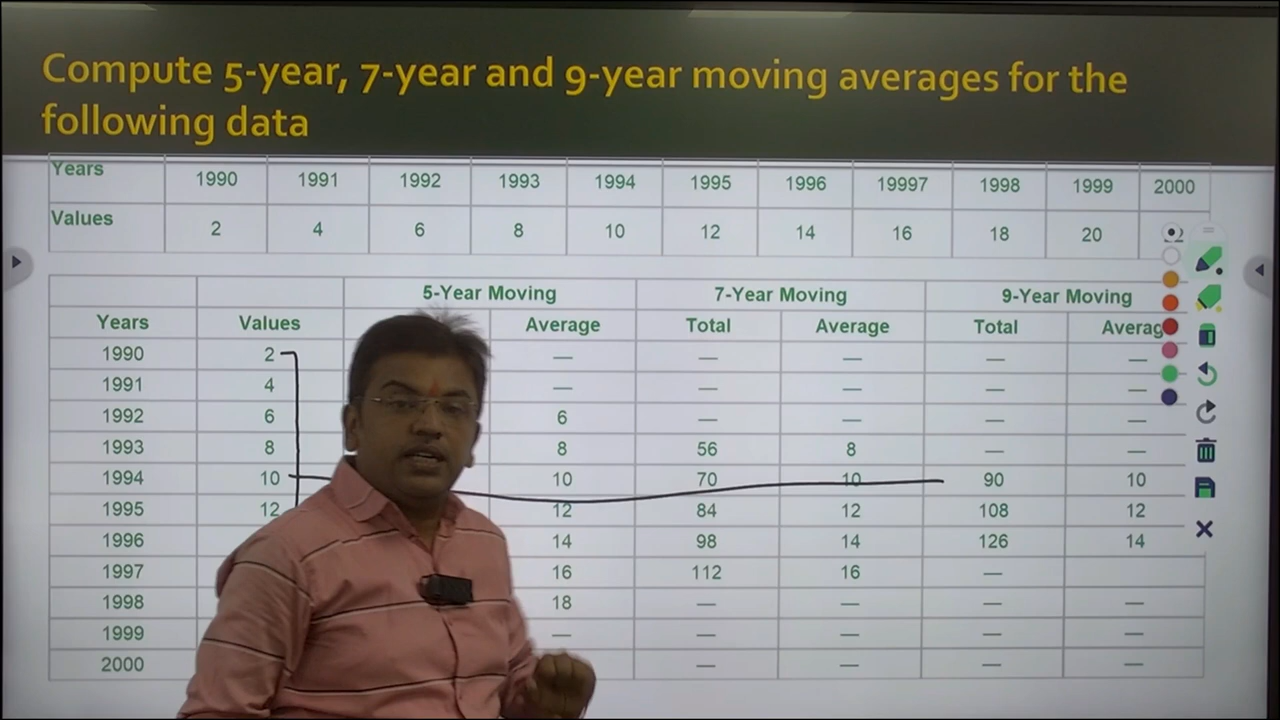 Compute 5-year, 7-year and 9-year moving averages for the
following data
Years 1990 1991 1992 1993 1994 1995 1996 19997 1998 1999 2000
Values 2 4 6 8 10 12 14 16 18 20
5-Year Moving 7-Year Moving 9-Year Moving
Years Values Average Total Average Total Averag
1990 2 — — — — —
1991 4 — — — — —
1992 6 6 — — — —
1993 8 8 56 8 — —
1994 10 10 70 10 90 10
1995 12 12 84 12 108 12
1996 14 98 14 126 14
1997 16 112 16 —
1998 18 — — — —
1999 — — — — —
2000 — — — —